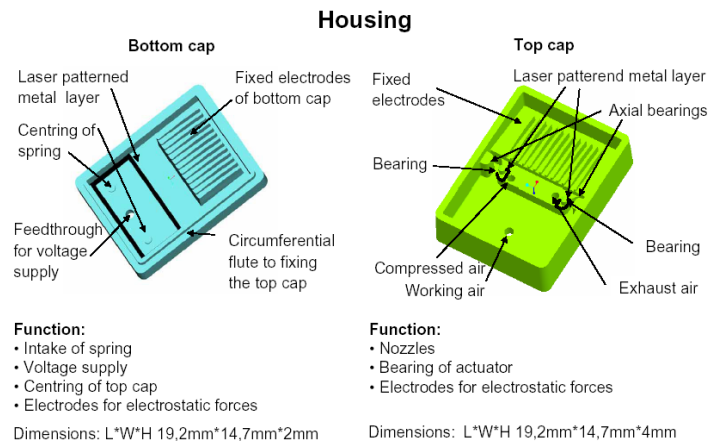 Housing
Bottom cap
Laser patterned
metal layer
Fixed electrodes
of bottom cap
Centring of
spring
Feedthrough
for voltage
supply
Circumferential
flute to fixing
the top cap
Function:
• Intake of spring
• Voltage supply
• Centring of top cap
• Electrodes for electrostatic forces
Dimensions: L*W*H 19,2mm*14,7mm*2mm
Top cap
Fixed
electrodes
Laser patterend metal layer
Axial bearings
Bearing
Bearing
Compressed air
Working air
Exhaust air
Function:
• Nozzles
• Bearing of actuator
• Electrodes for electrostatic forces
Dimensions: L*W*H 19,2mm*14,7mm*4mm